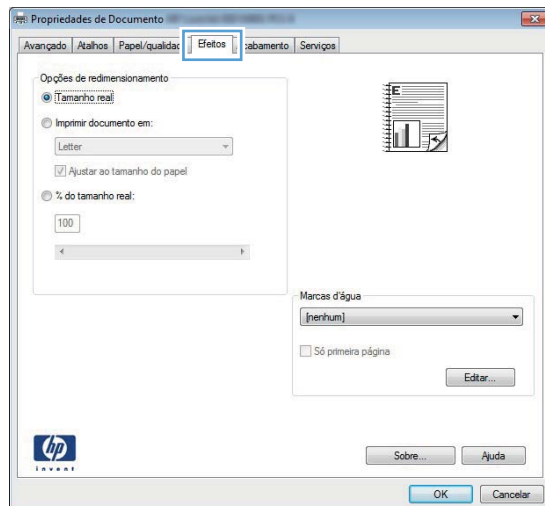 Propriedades de Documento
Avançado Atalhos Papel/qualidad Efeitos cabamento Serviços
Opções de redimensionamento
Tamanho real
Imprimir documento em:
Letter
Ajustar ao tamanho do papel
% do tamanho real:
100
E
Marcas d'água
[nenhum]
Só primeira página
Editar...
hp
invent
Sobre... Ajuda
OK Cancelar